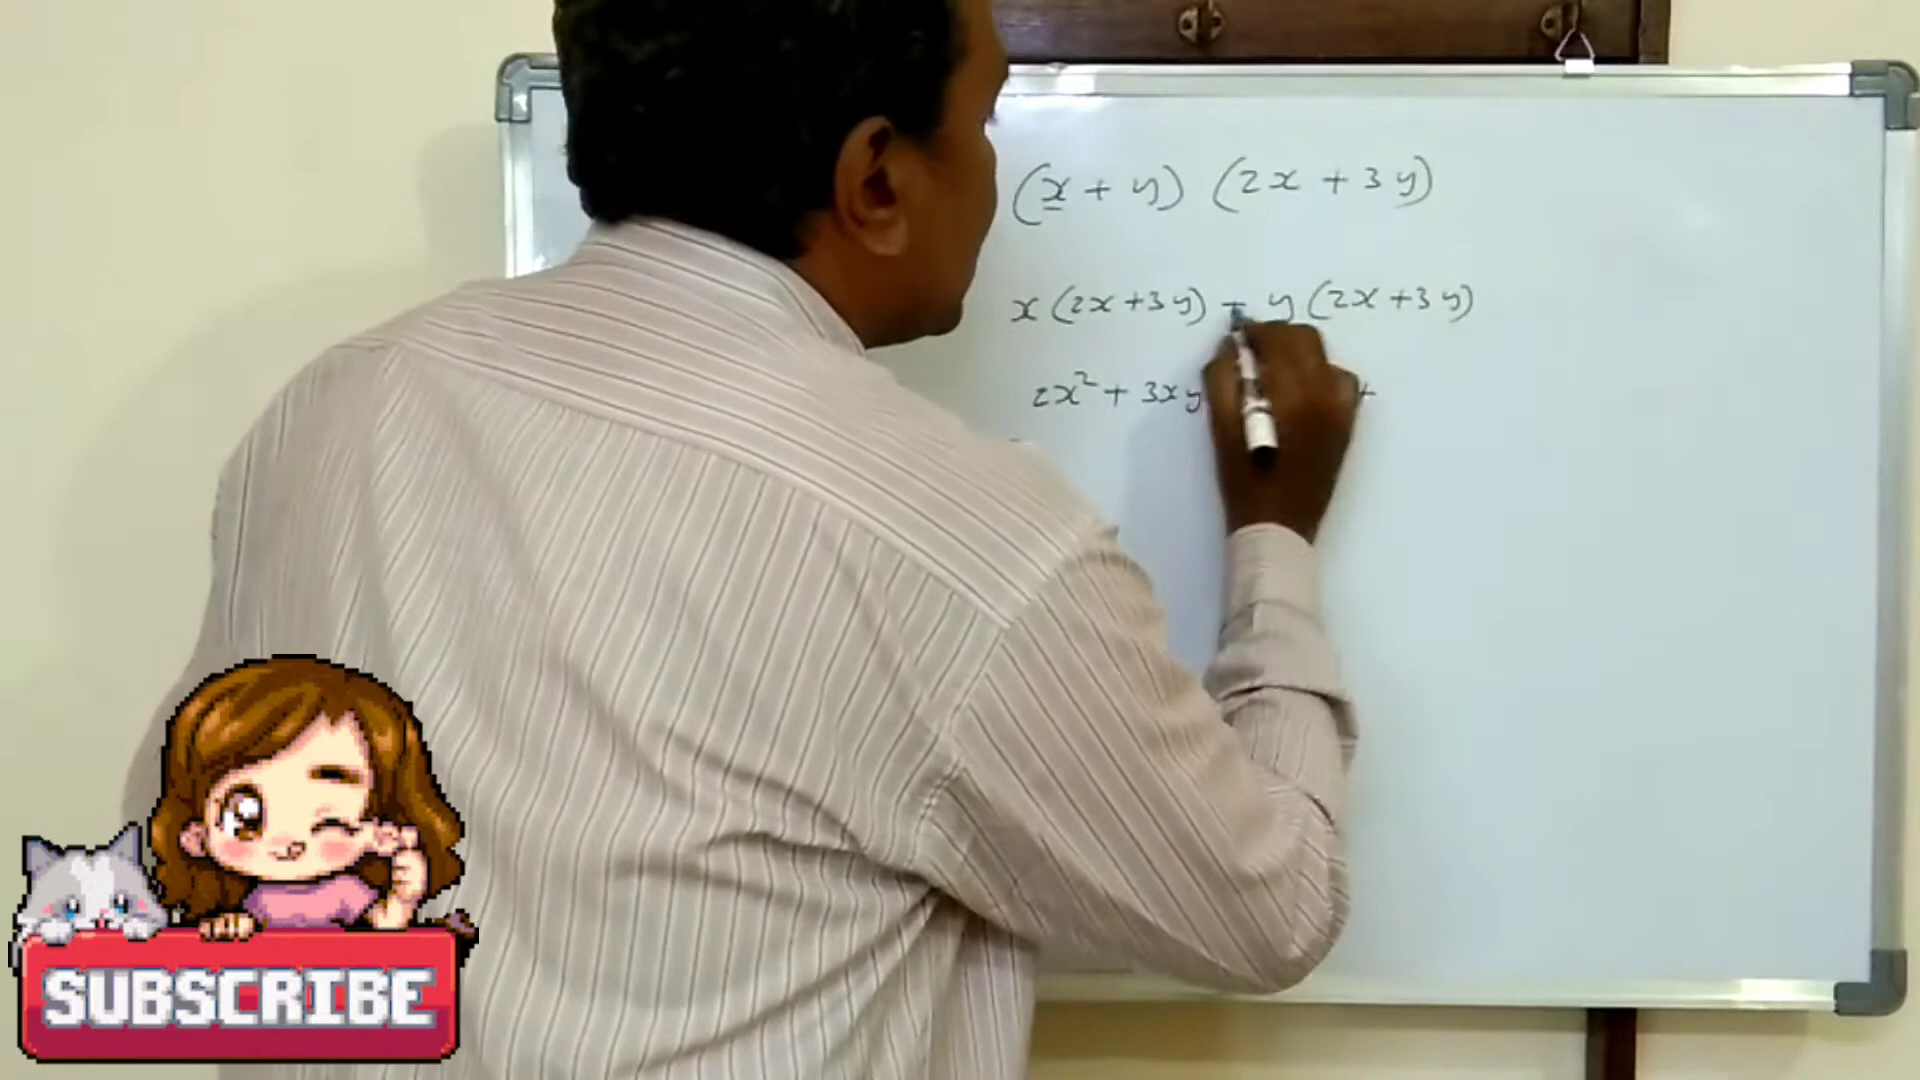 (x + y) (2x + 3y)
x (2x + 3y) + y (2x + 3y)
2x² + 3xy +
SUBSCRIBE